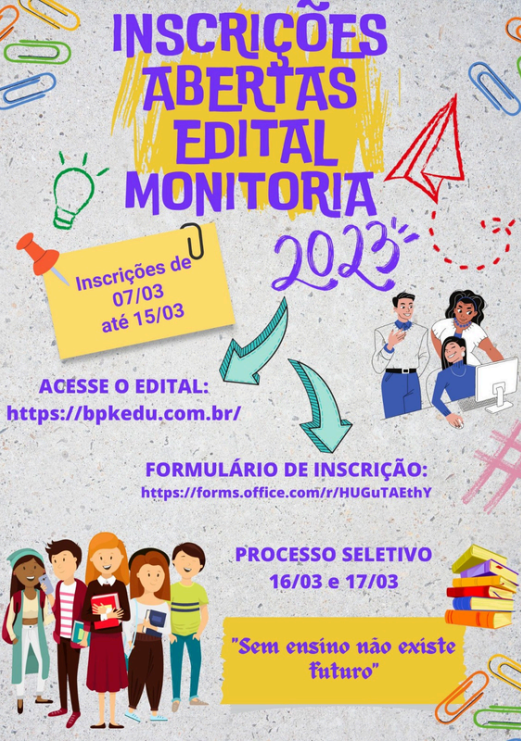 INSCRIÇÕES
ABERTAS
EDITAL
MONITORIA
2023
Inscrições de
07/03
até 15/03
ACESSE O EDITAL:
https://bpkedu.com.br/
FORMULÁRIO DE INSCRIÇÃO:
https://forms.office.com/r/HUGuTAEthY
PROCESSO SELETIVO
16/03 e 17/03
"Sem ensino não existe
futuro"